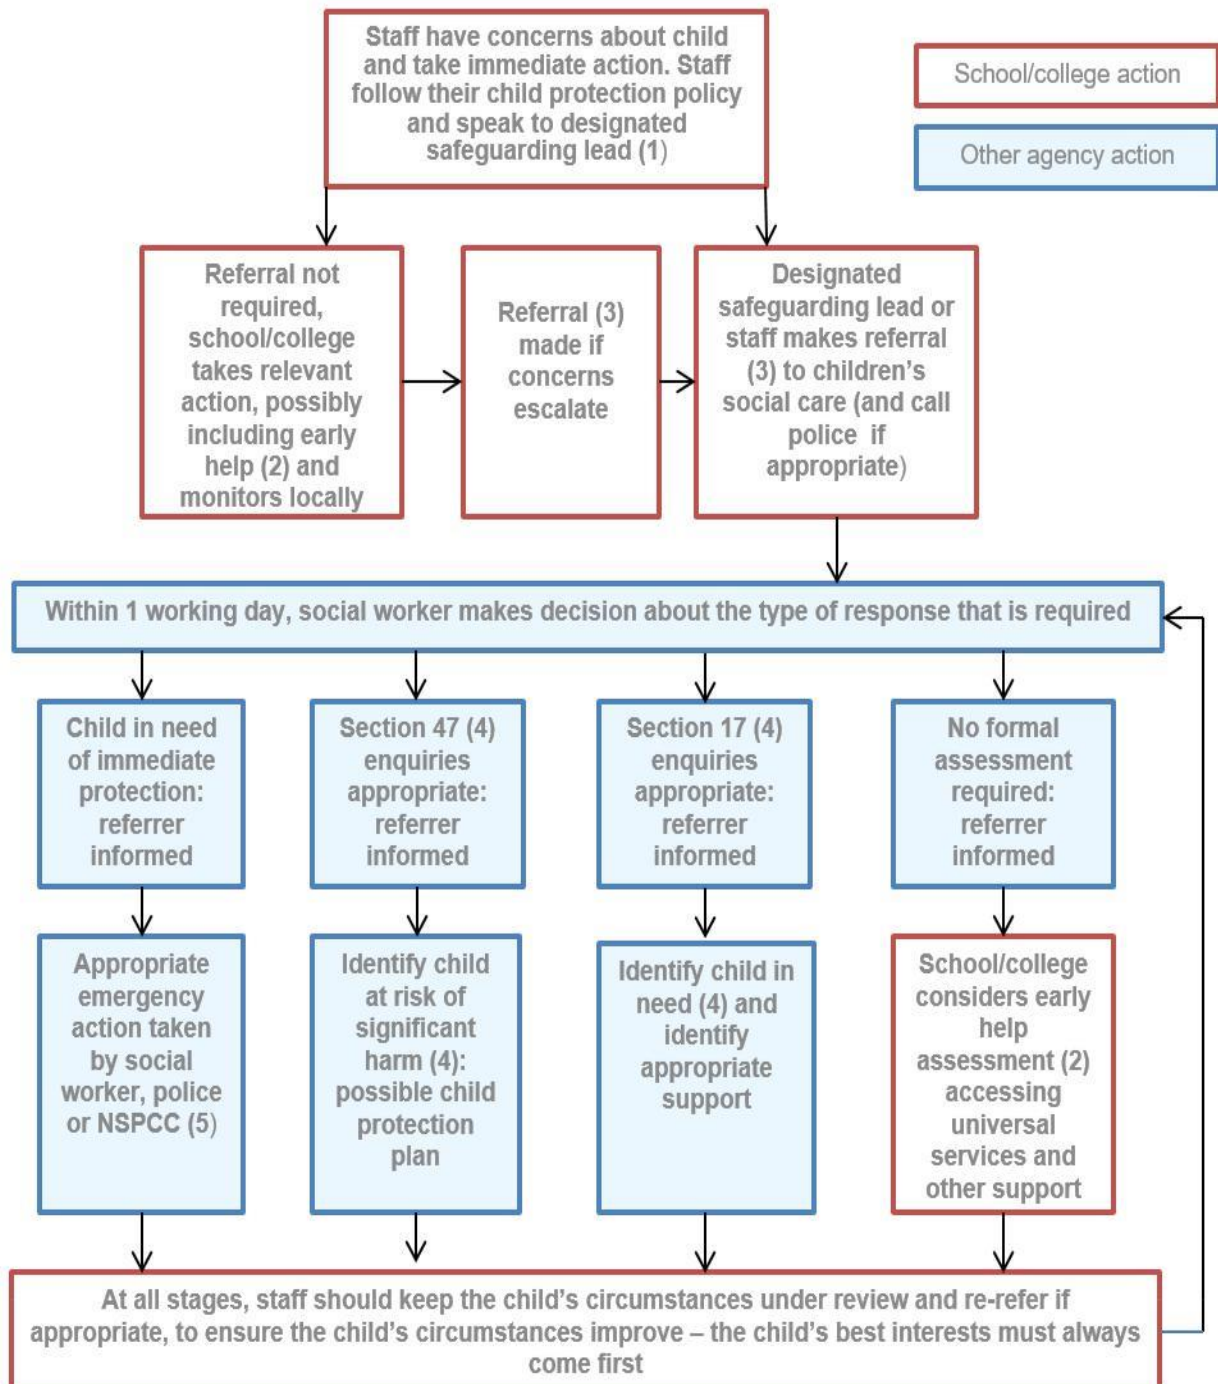 Staff have concerns about child
and take immediate action. Staff
follow their child protection policy
and speak to designated
safeguarding lead (1)
School/college action
Other agency action
Referral not
required,
school/college
takes relevant
action, possibly
including early
help (2) and
monitors locally
Referral (3)
made if
concerns
escalate
Designated
safeguarding lead or
staff makes referral
(3) to children’s
social care (and call
police if
appropriate)
Within 1 working day, social worker makes decision about the type of response that is required
Child in need
of immediate
protection:
referrer
informed
Section 47 (4)
enquiries
appropriate:
referrer
informed
Section 17 (4)
enquiries
appropriate:
referrer
informed
No formal
assessment
required:
referrer
informed
Appropriate
emergency
action taken
by social
worker, police
or NSPCC (5)
Identify child
at risk of
significant
harm (4):
possible child
protection
plan
Identify child in
need (4) and
identify
appropriate
support
School/college
considers early
help
assessment (2)
accessing
universal
services and
other support
At all stages, staff should keep the child’s circumstances under review and re-refer if
appropriate, to ensure the child’s circumstances improve – the child’s best interests must always
come first